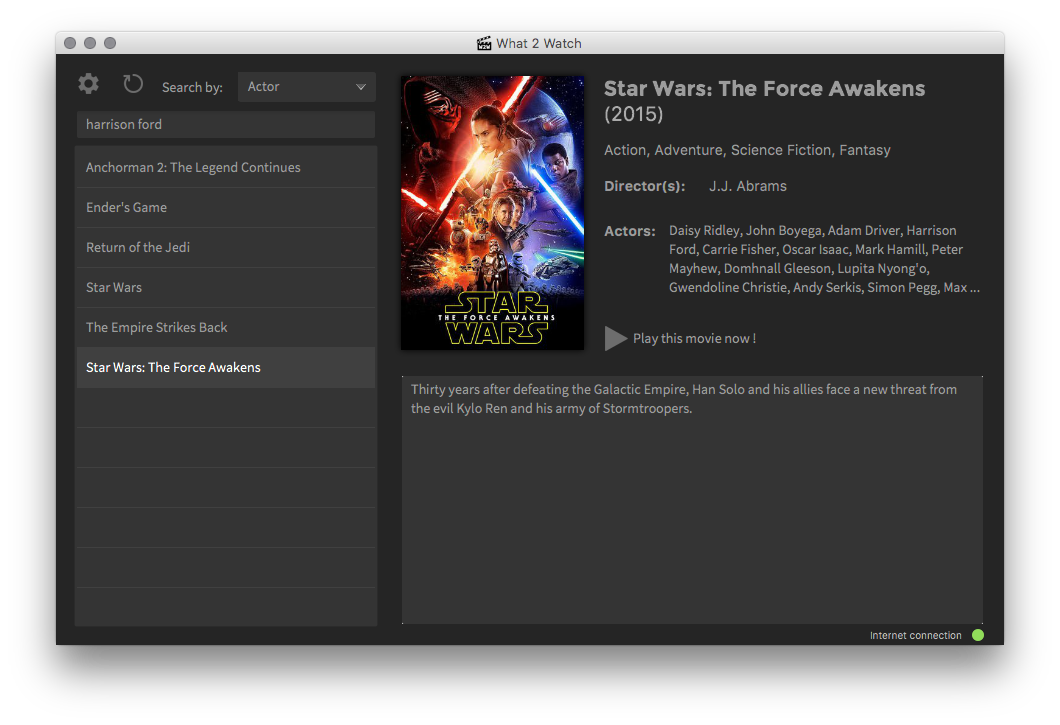 What 2 Watch
Search by:
Actor
harrison ford
Anchorman 2: The Legend Continues
Ender's Game
Return of the Jedi
Star Wars
The Empire Strikes Back
Star Wars: The Force Awakens
STAR
THE FORCE AWAKENS
WARS
Star Wars: The Force Awakens
(2015)
Action, Adventure, Science Fiction, Fantasy
Director(s): J.J. Abrams
Actors: Daisy Ridley, John Boyega, Adam Driver, Harrison
Ford, Carrie Fisher, Oscar Isaac, Mark Hamill, Peter
Mayhew, Domhnall Gleeson, Lupita Nyong'o,
Gwendoline Christie, Andy Serkis, Simon Pegg, Max ...
Play this movie now !
Thirty years after defeating the Galactic Empire, Han Solo and his allies face a new threat from
the evil Kylo Ren and his army of Stormtroopers.
Internet connection